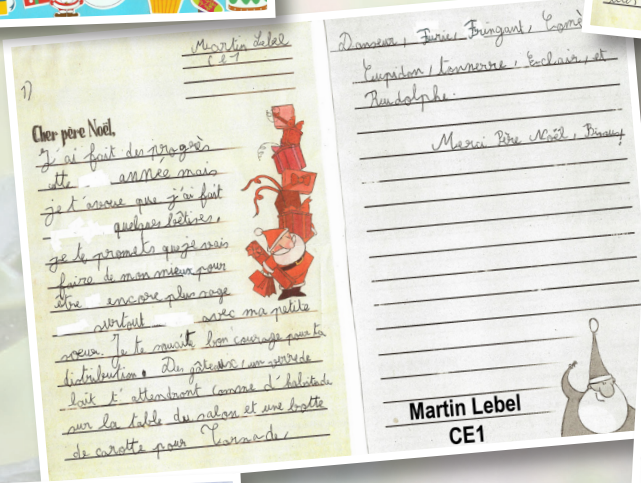 Martin Lebel
CE1
1)
Cher père Noël,
J'ai fait des progrès
cette année mais
je t'avoue que j'ai fait
quelques bêtises,
je te promets que je vais
faire de mon mieux pour
être encore plus sage
surtout avec ma petite
soeur. Je te souaite bon courage pour ta
distribution. Des gâteaux, un verre de
lait t'attendront comme d'habitude
sur la table du salon et une botte
de carotte pour Tornade,
Danseur, Furie, Fringant, Comè
Cupidon, tonnerre, Eclair, et
Rudolphe.
Merci Père Noël, Bisous!
Martin Lebel
CE1